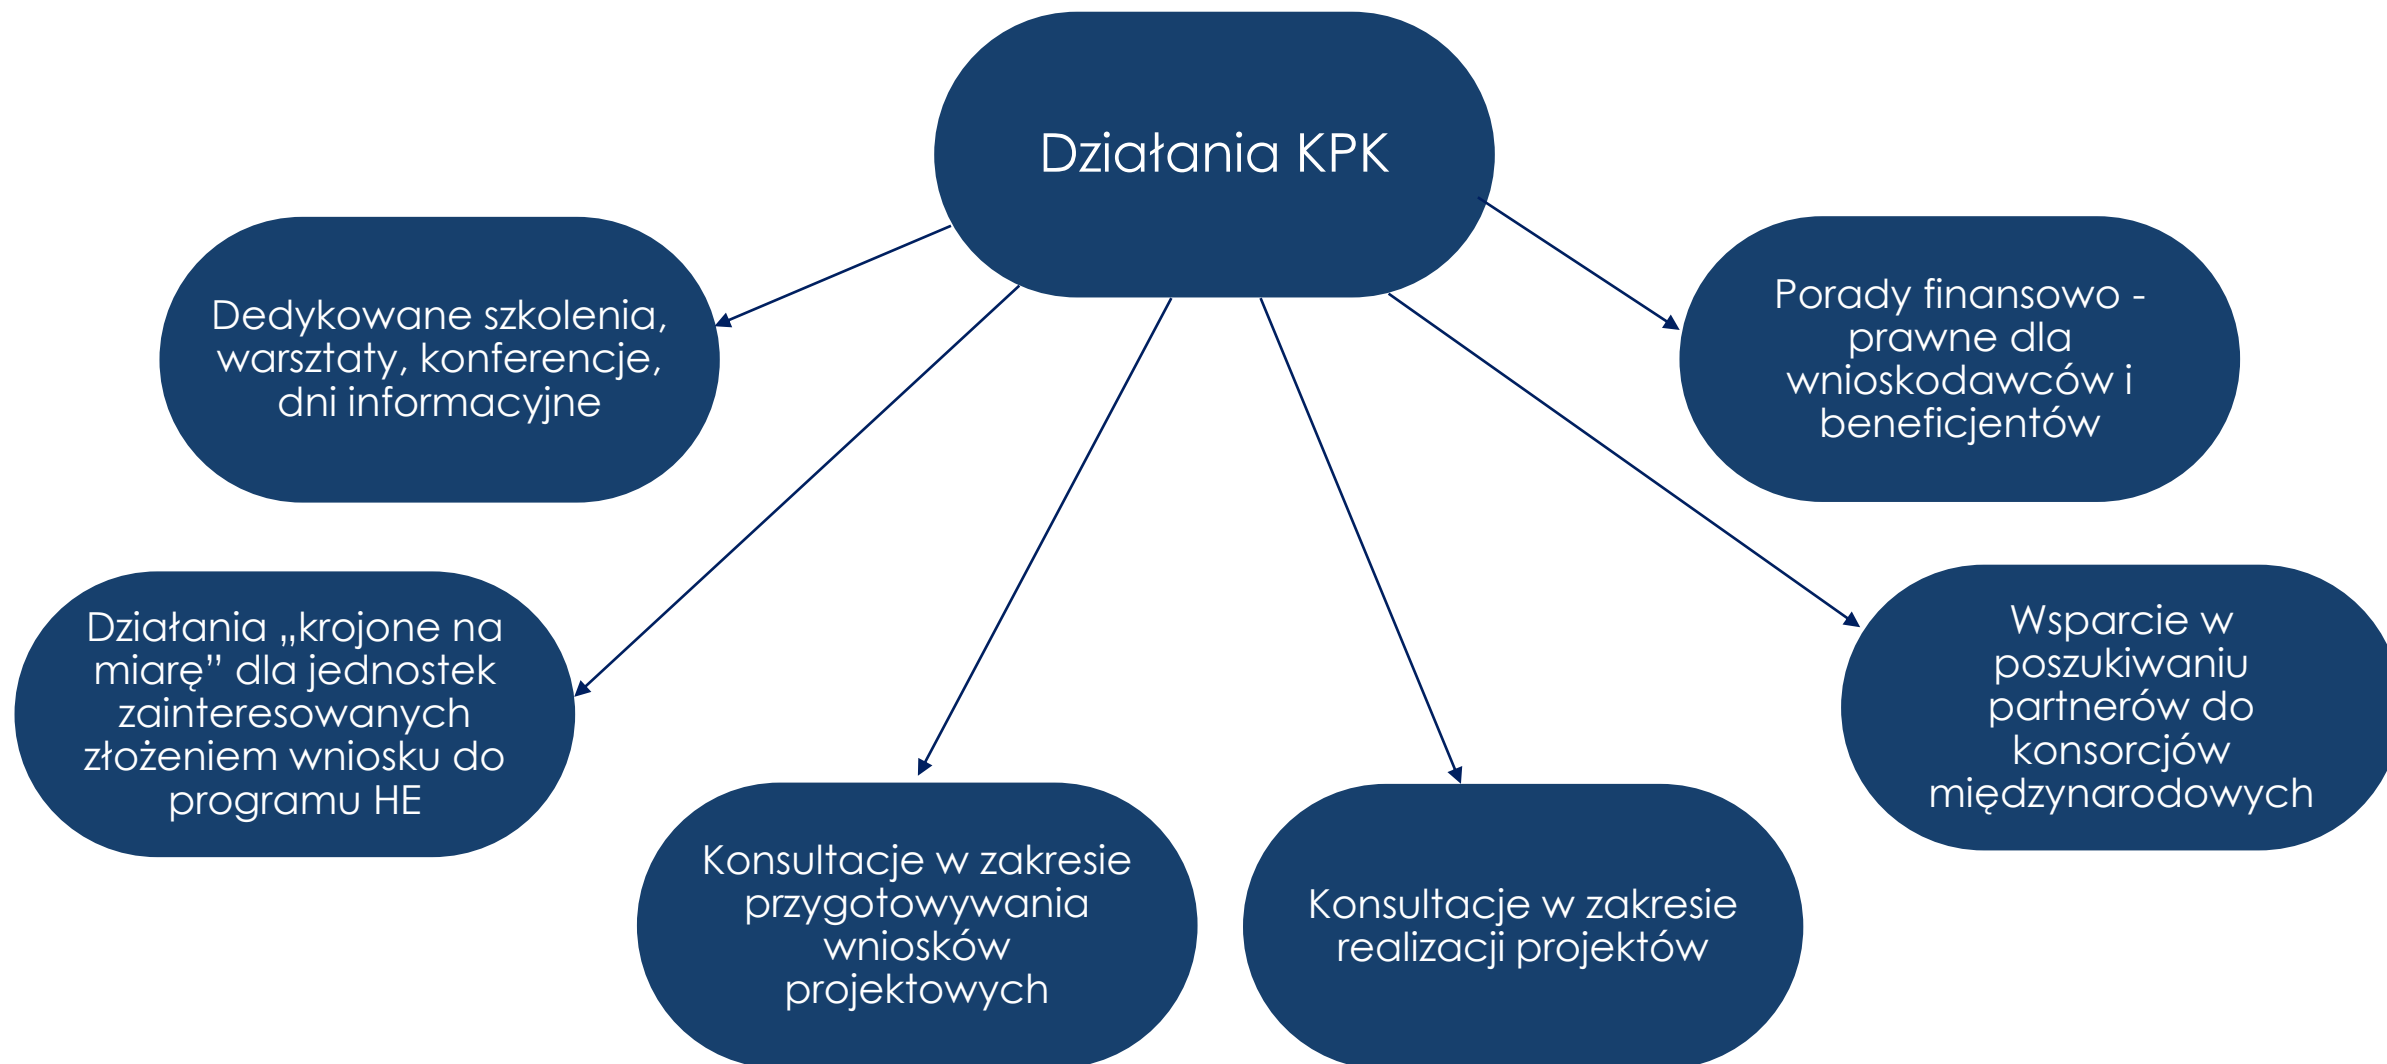 Działania KPK
Dedykowane szkolenia,
warsztaty, konferencje,
dni informacyjne
Porady finansowo -
prawne dla
wnioskodawców i
beneficjentów
Działania „krojone na
miarę” dla jednostek
zainteresowanych
złożeniem wniosku do
programu HE
Wsparcie w
poszukiwaniu
partnerów do
konsorcjów
międzynarodowych
Konsultacje w zakresie
przygotowywania
wniosków
projektowych
Konsultacje w zakresie
realizacji projektów